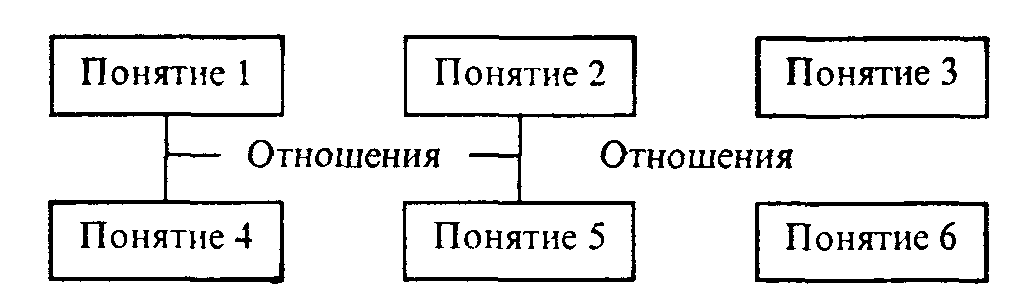 Понятие 1 Понятие 2 Понятие 3
Отношения Отношения
Понятие 4 Понятие 5 Понятие 6